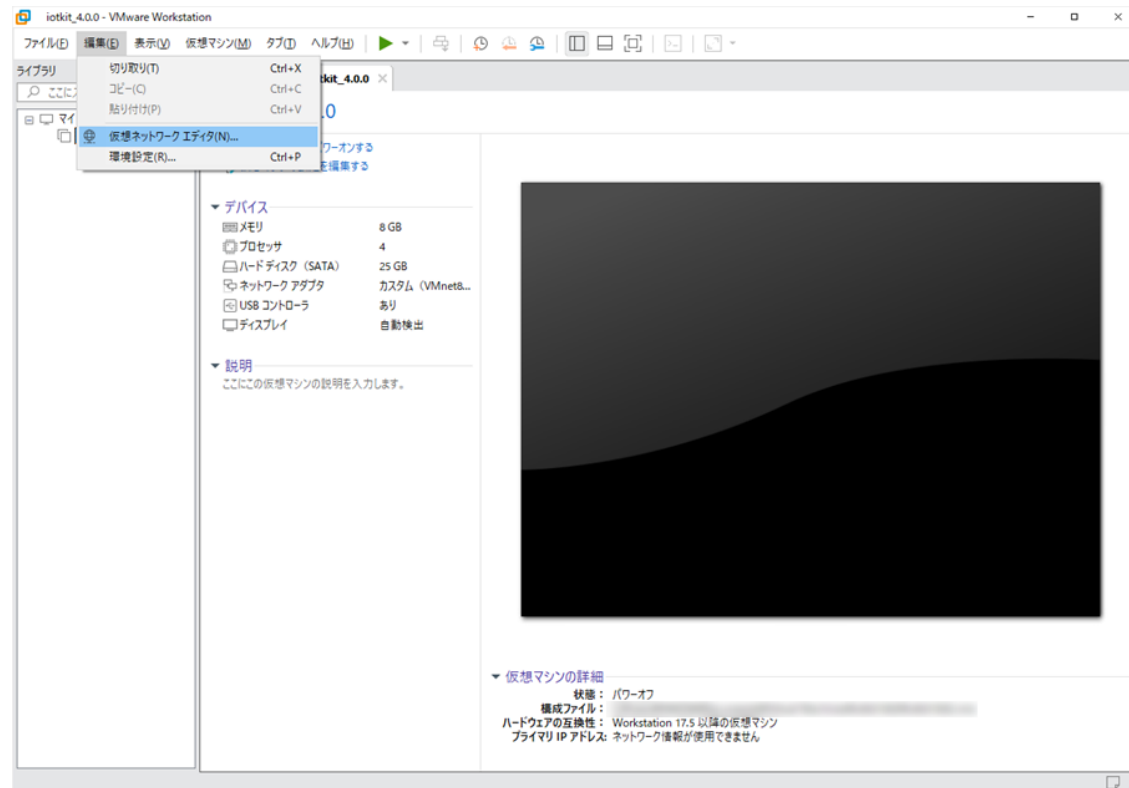 iotkit_4.0.0 - VMware Workstation
ファイル(F) 編集(E) 表示(V) 仮想マシン(M) タブ(T) ヘルプ(H)
ライブラリ
切り取り(T) Ctrl+X
コピー(C) Ctrl+C
貼り付け(P) Ctrl+V
仮想ネットワーク エディタ(N)...
環境設定(R)... Ctrl+P
tkit_4.0.0
ここに
マイ
.0
ワーオンする
を編集する
デバイス
メモリ 8 GB
プロセッサ 4
ハード ディスク (SATA) 25 GB
ネットワーク アダプタ カスタム (VMnet8...
USB コントローラ あり
ディスプレイ 自動検出
説明
ここにこの仮想マシンの説明を入力します。
仮想マシンの詳細
状態: パワーオフ
構成ファイル:
ハードウェアの互換性: Workstation 17.5 以降の仮想マシン
プライマリ IP アドレス: ネットワーク情報が使用できません